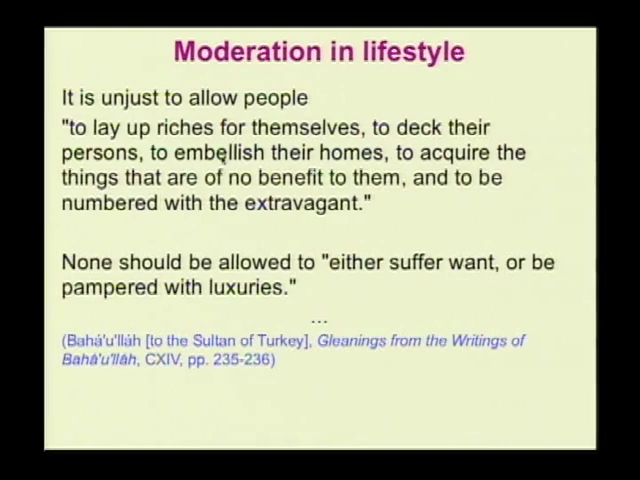 Moderation in lifestyle
It is unjust to allow people
"to lay up riches for themselves, to deck their
persons, to embellish their homes, to acquire the
things that are of no benefit to them, and to be
numbered with the extravagant."
None should be allowed to "either suffer want, or be
pampered with luxuries."
...
(Bahá'u'lláh [to the Sultan of Turkey], Gleanings from the Writings of
Bahá'u'lláh, CXIV, pp. 235-236)